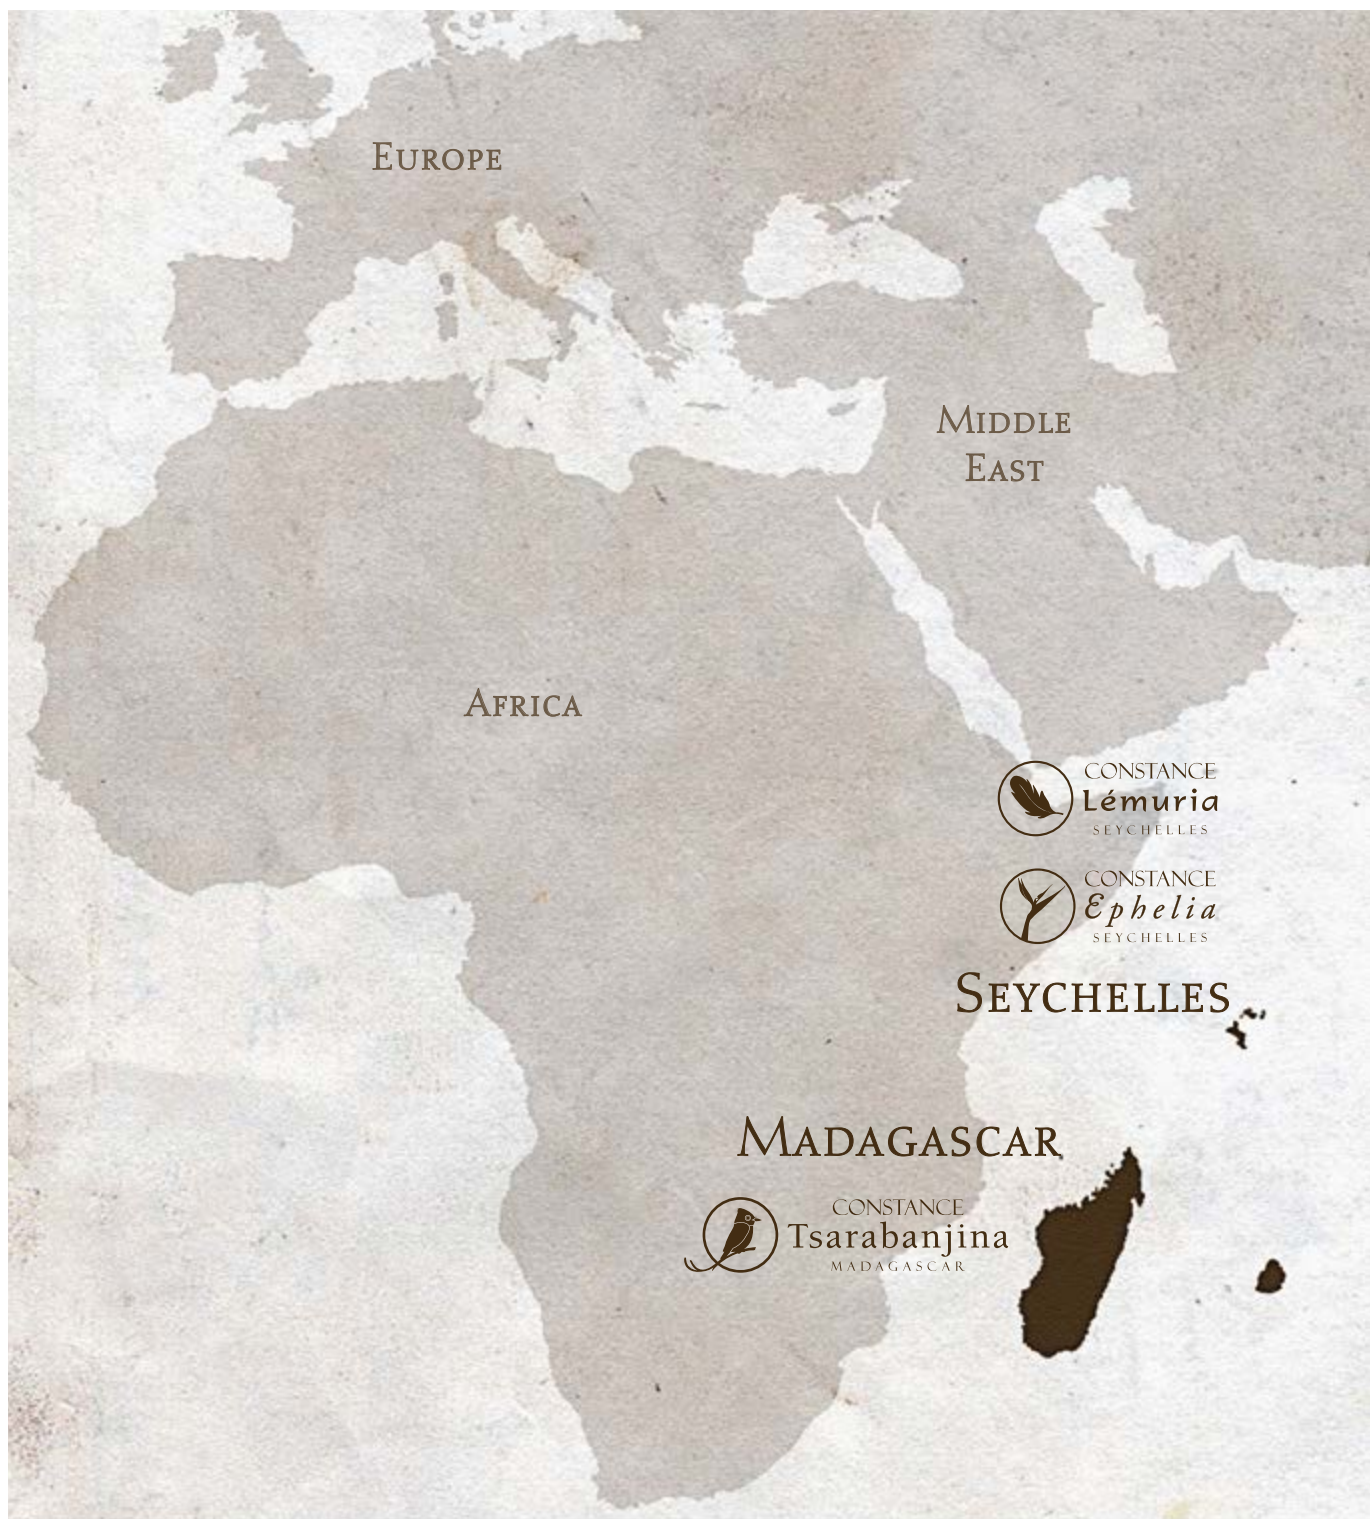 EUROPE
MIDDLE
EAST
AFRICA
CONSTANCE
Lémuria
SEYCHELLES
CONSTANCE
Ephelia
SEYCHELLES
SEYCHELLES
MADAGASCAR
CONSTANCE
Tsarabanjina
MADAGASCAR